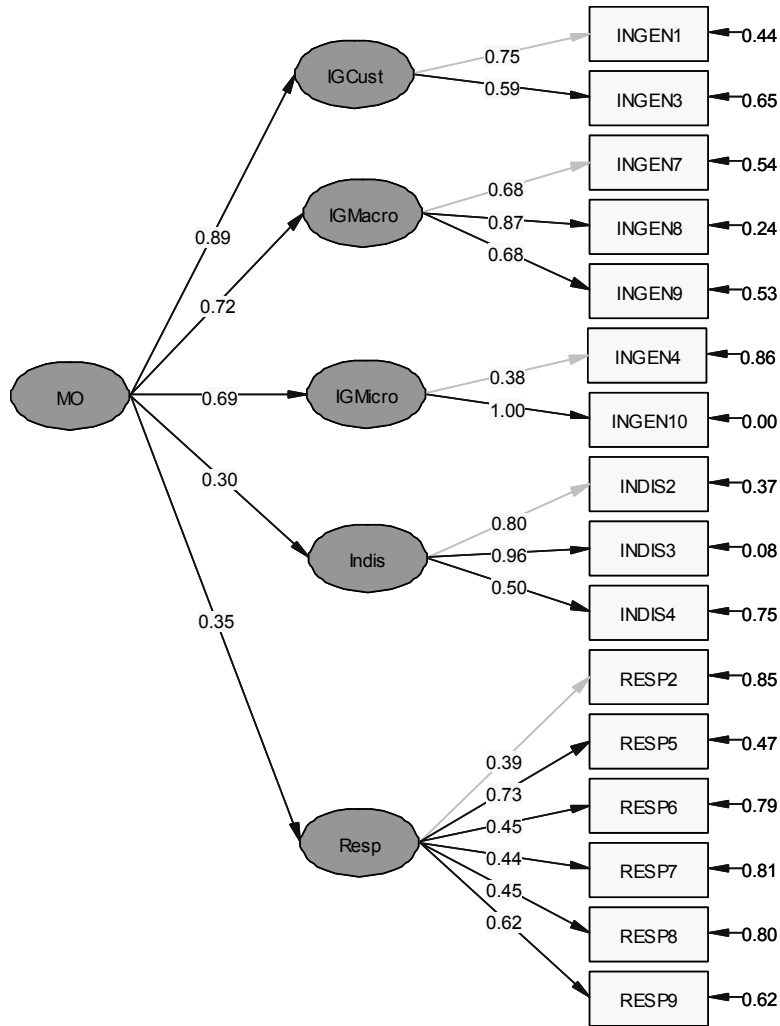 INGEN1
0.44
IGCust
0.75
0.59
INGEN3
0.65
INGEN7
0.54
0.68
IGMacro
0.87
INGEN8
0.24
0.89
0.68
INGEN9
0.53
0.72
INGEN4
0.86
0.38
MO
0.69
IGMicro
1.00
INGEN10
0.00
0.30
INDIS2
0.37
0.80
Indis
0.96
INDIS3
0.08
0.50
INDIS4
0.75
0.35
RESP2
0.85
0.39
RESP5
0.47
0.73
RESP6
0.79
0.45
Resp
0.44
RESP7
0.81
0.45
RESP8
0.80
0.62
RESP9
0.62